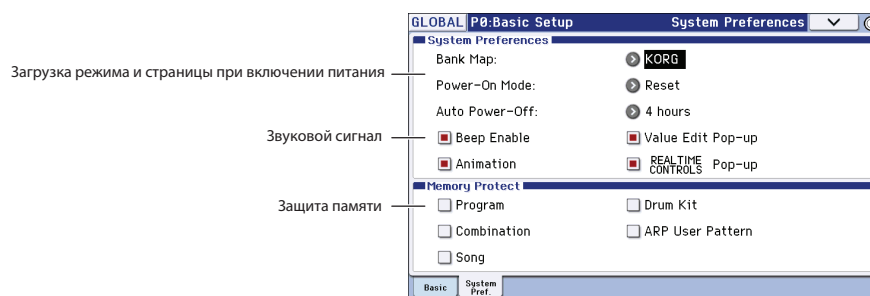 GLOBAL P0:Basic Setup System Preferences
System Preferences
Загрузка режима и страницы при включении питания
Bank Map: KORG
Power-On Mode: Reset
Auto Power-Off: 4 hours
Звуковой сигнал
Beep Enable Value Edit Pop-up
Animation REALTIME CONTROLS Pop-up
Memory Protect
Защита памяти
Program Drum Kit
Combination ARP User Pattern
Song
Basic System Pref.